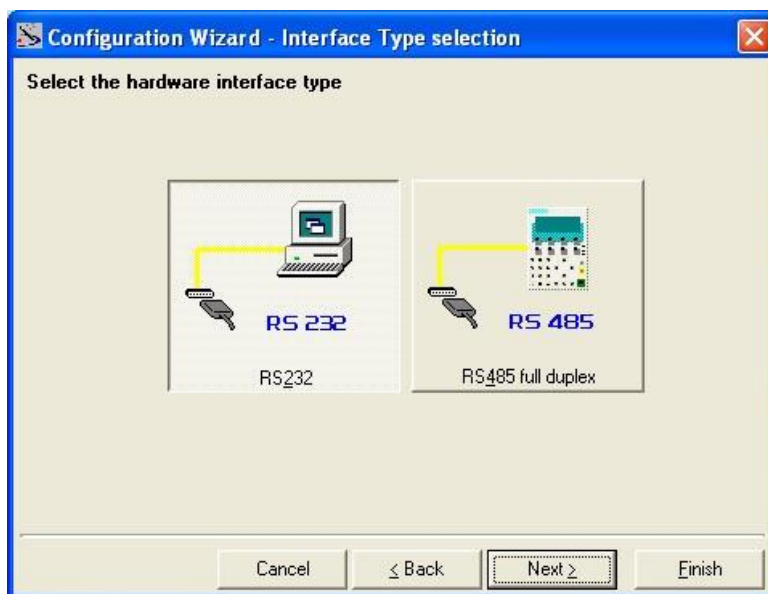 Configuration Wizard - Interface Type selection
Select the hardware interface type
RS 232
RS 485
RS232
RS485 full duplex
Cancel
< Back
Next >
Finish